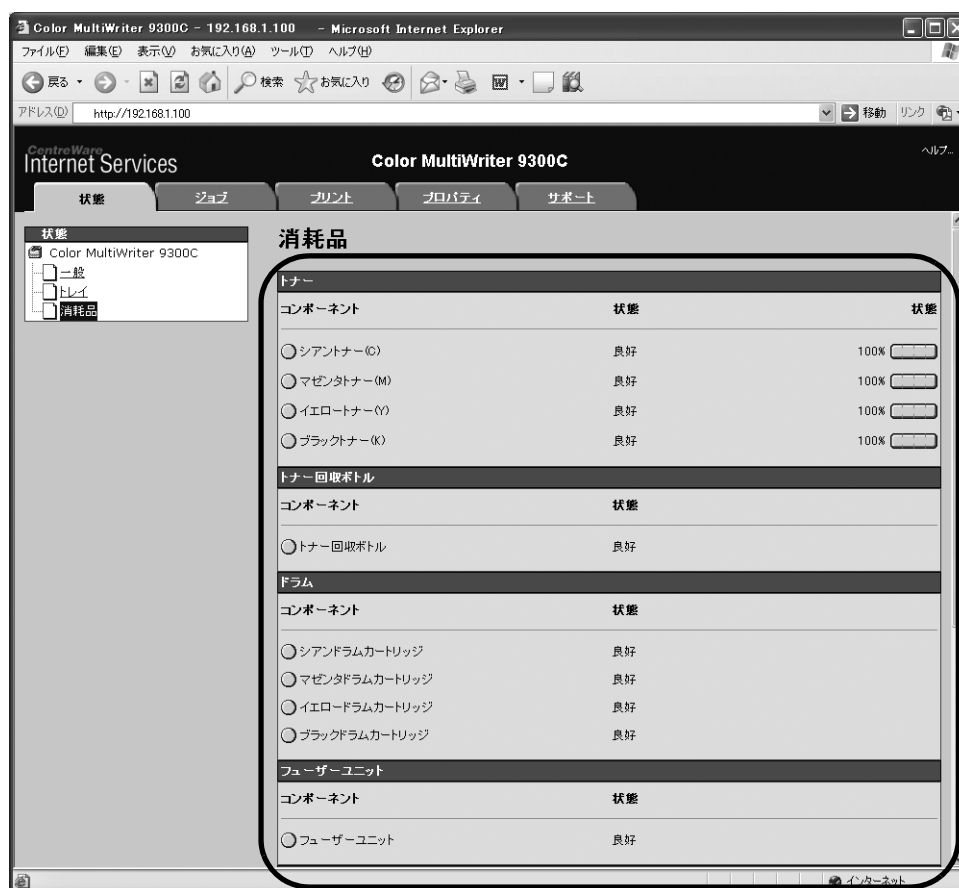 Color MultiWriter 9300C - 192.168.1.100 - Microsoft Internet Explorer
ファイル(F) 編集(E) 表示(V) お気に入り(A) ツール(T) ヘルプ(H)
戻る 検索 お気に入り
アドレス(D) http://192.168.1.100 移動 リンク
CentreWare
Internet Services
Color MultiWriter 9300C
ヘルプ...
状態 ジョブ プリント プロパティ サポート
状態
Color MultiWriter 9300C
一般
トレイ
消耗品
消耗品
トナー
コンポーネント 状態 状態
シアントナー(C) 良好 100%
マゼンタトナー(M) 良好 100%
イエロートナー(Y) 良好 100%
ブラックトナー(K) 良好 100%
トナー回収ボトル
コンポーネント 状態
トナー回収ボトル 良好
ドラム
コンポーネント 状態
シアンドラムカートリッジ 良好
マゼンタドラムカートリッジ 良好
イエロードラムカートリッジ 良好
ブラックドラムカートリッジ 良好
フューザーユニット
コンポーネント 状態
フューザーユニット 良好
インターネット